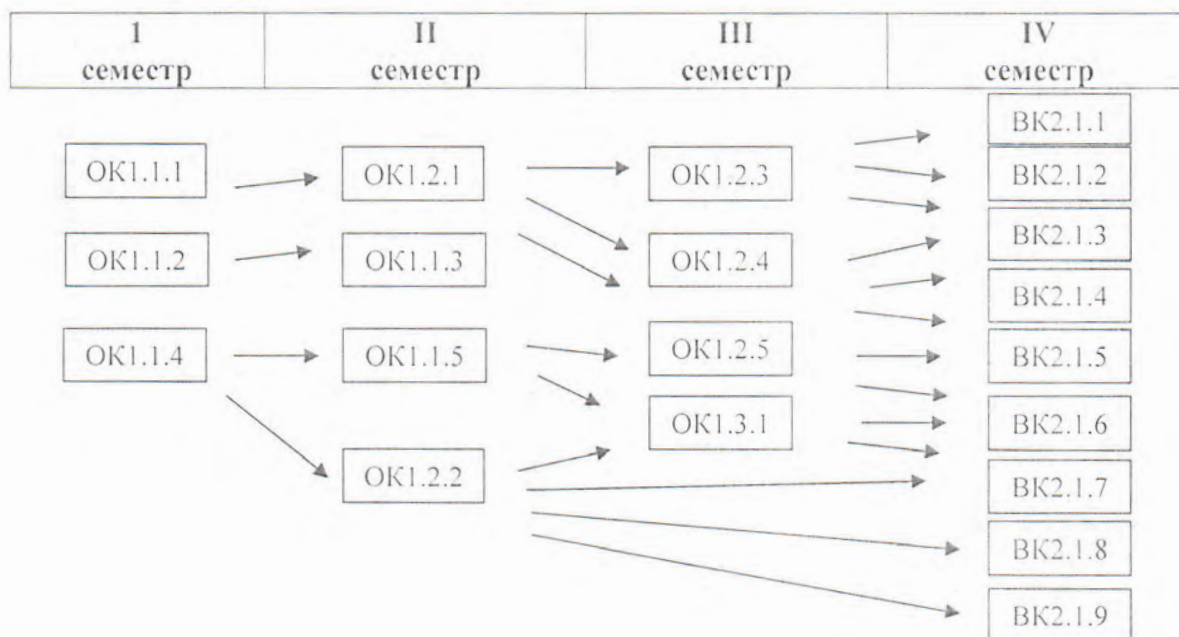 1 семестр
II семестр
III семестр
IV семестр
ВК2.1.1
ОК1.1.1
ОК1.2.1
ОК1.2.3
ВК2.1.2
ОК1.1.2
ОК1.1.3
ОК1.2.4
ВК2.1.3
ВК2.1.4
ОК1.1.4
ОК1.1.5
ОК1.2.5
ВК2.1.5
ОК1.3.1
ВК2.1.6
ОК1.2.2
ВК2.1.7
ВК2.1.8
ВК2.1.9